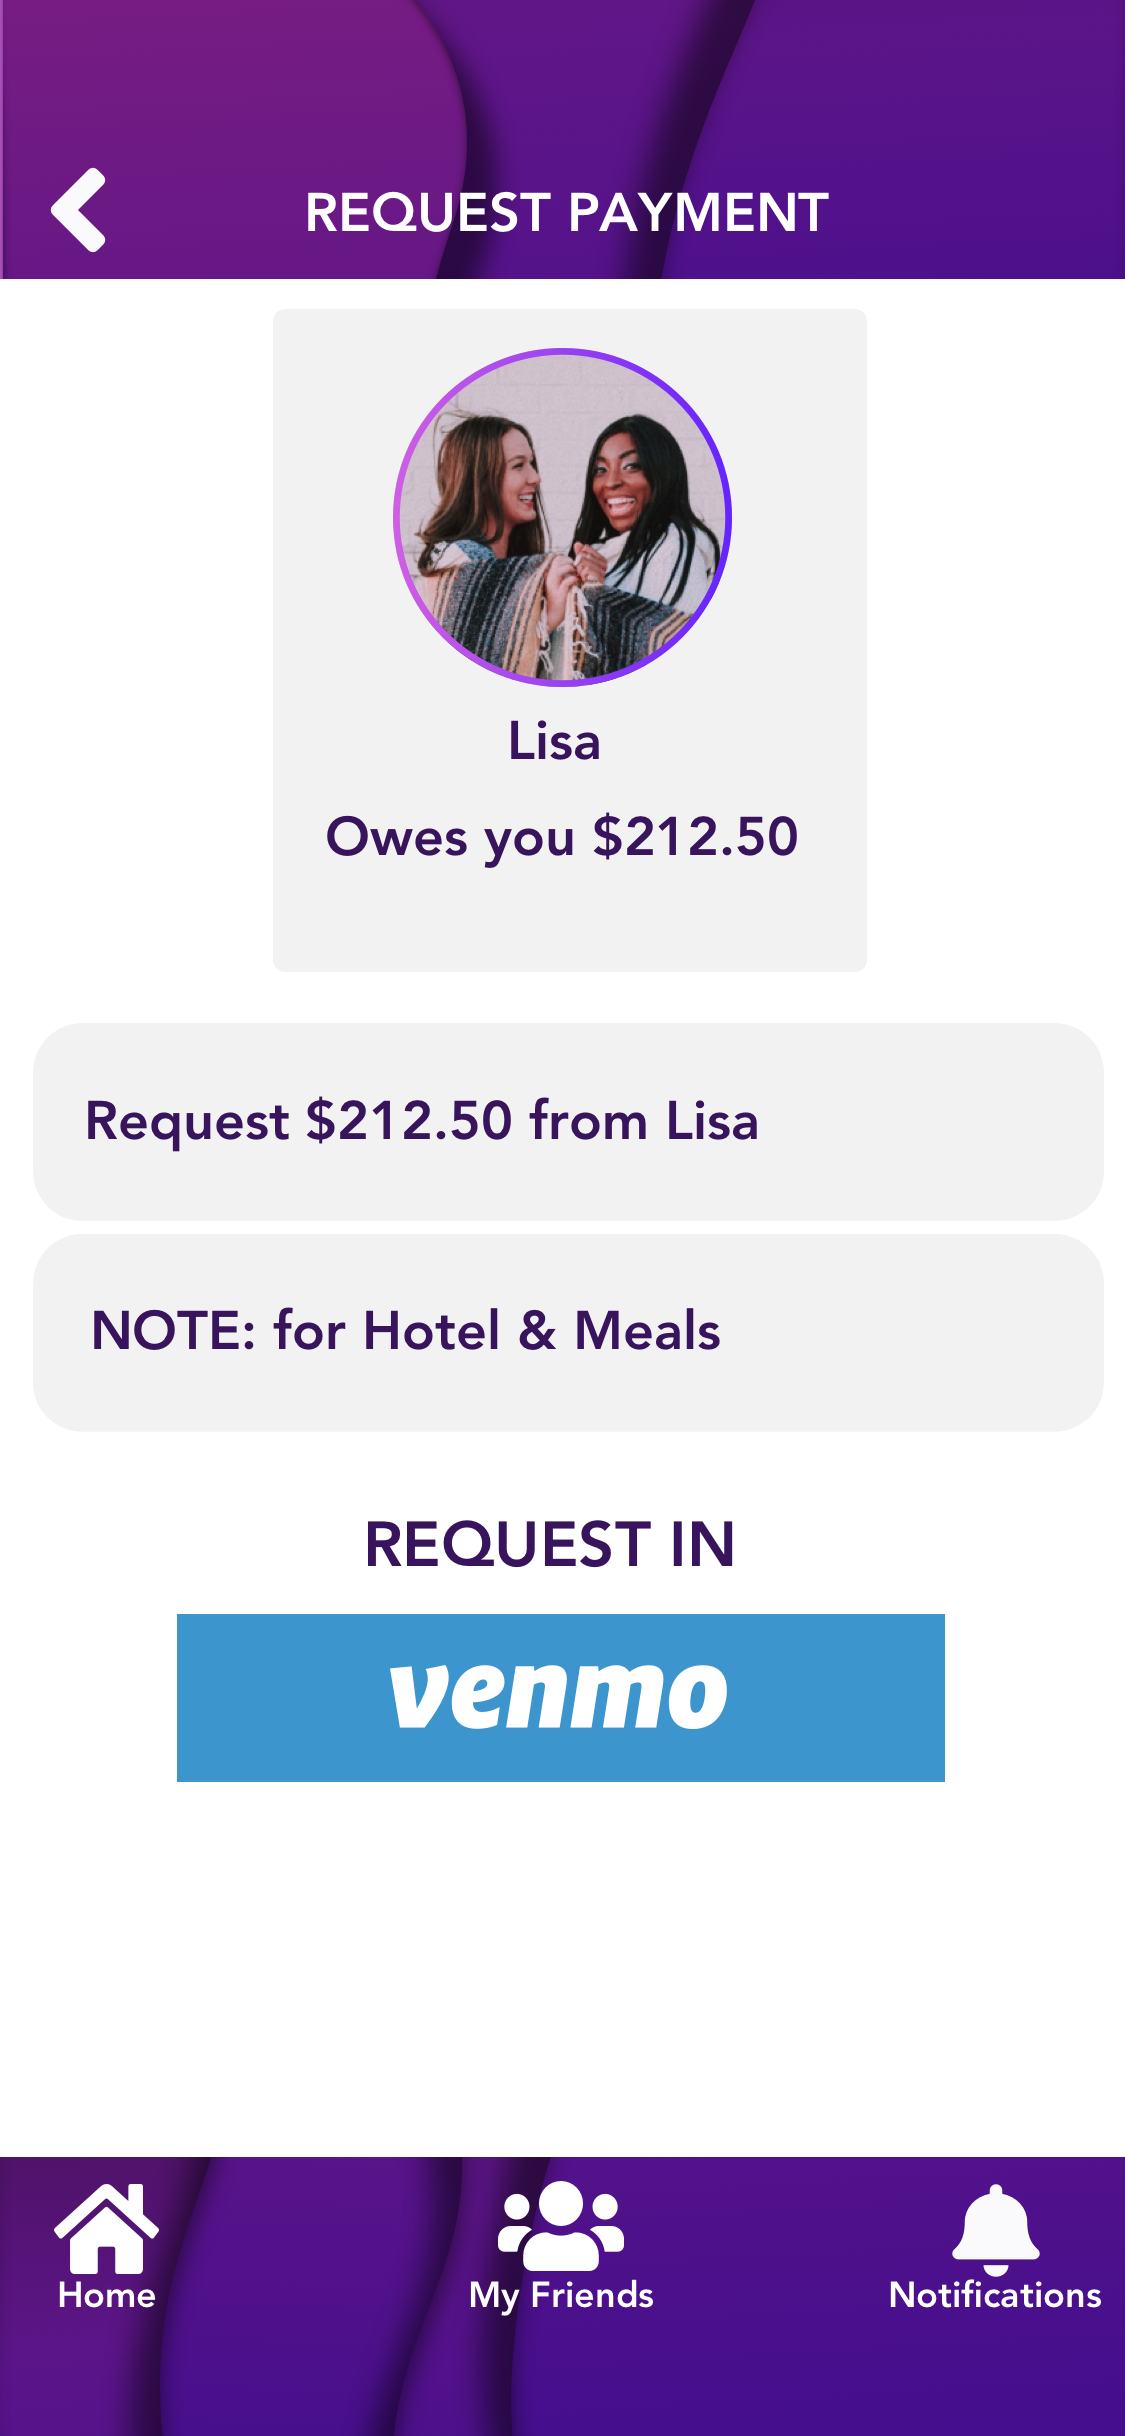 REQUEST PAYMENT
Lisa
Owes you $212.50
Request $212.50 from Lisa
NOTE: for Hotel & Meals
REQUEST IN
venmo
Home
My Friends
Notifications